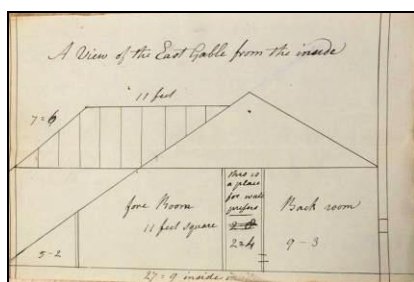 A View of the East Gable from the inside
11 feet
7=6
fore Room
11 feet square
this is
a place
for wall
2=4
Back room
9-3
5-2
27=9 inside